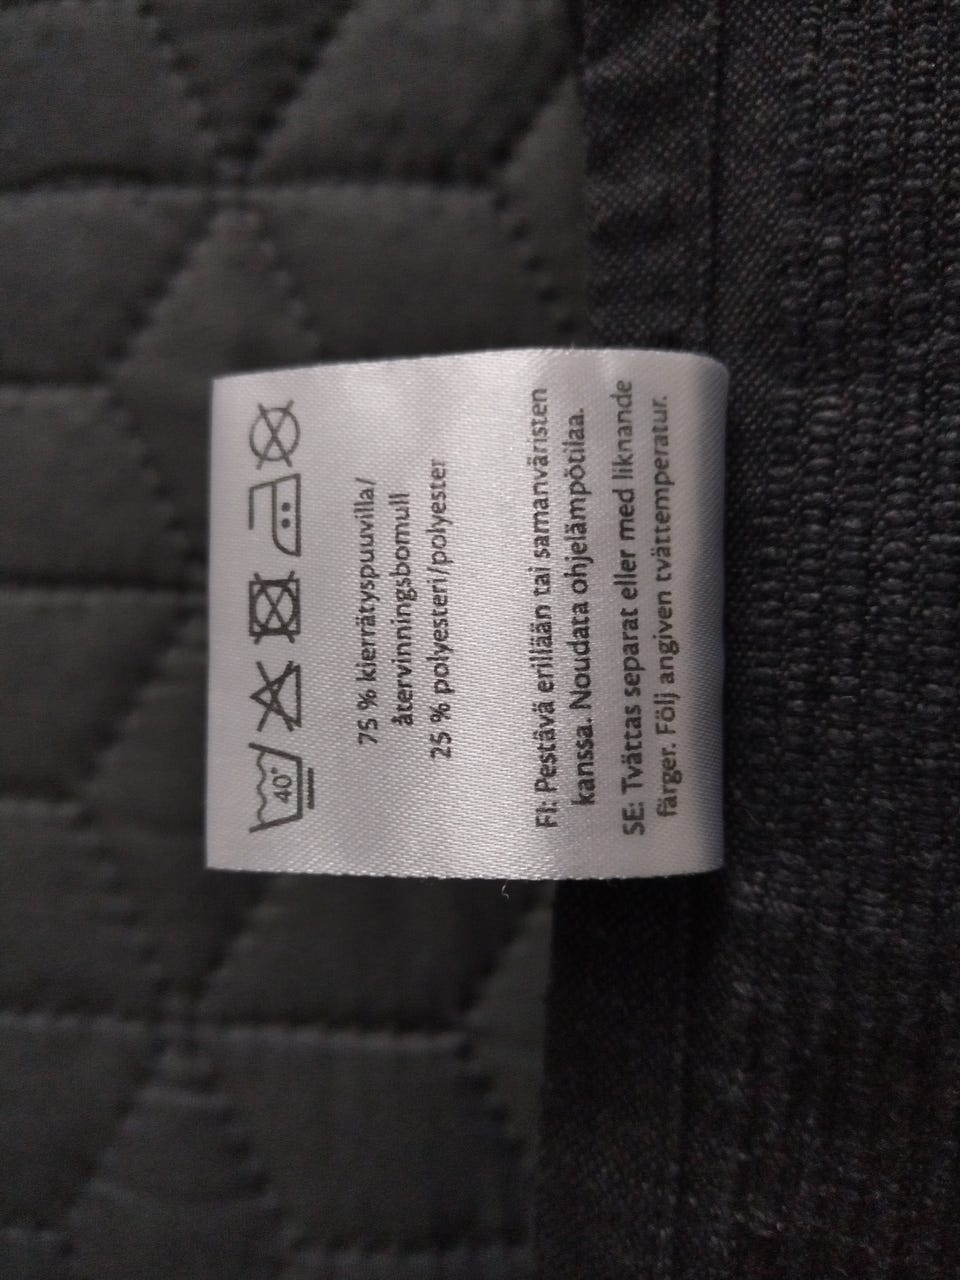 40°
75 % kierrätyspuuvilla/
återvinningsbomull
25 % polyesteri/polyester
FI: Pestävä erillään tai samanväristen
kanssa. Noudata ohjelämpötilaa.
SE: Tvättas separat eller med liknande
färger. Följ angiven tvättemperatur.